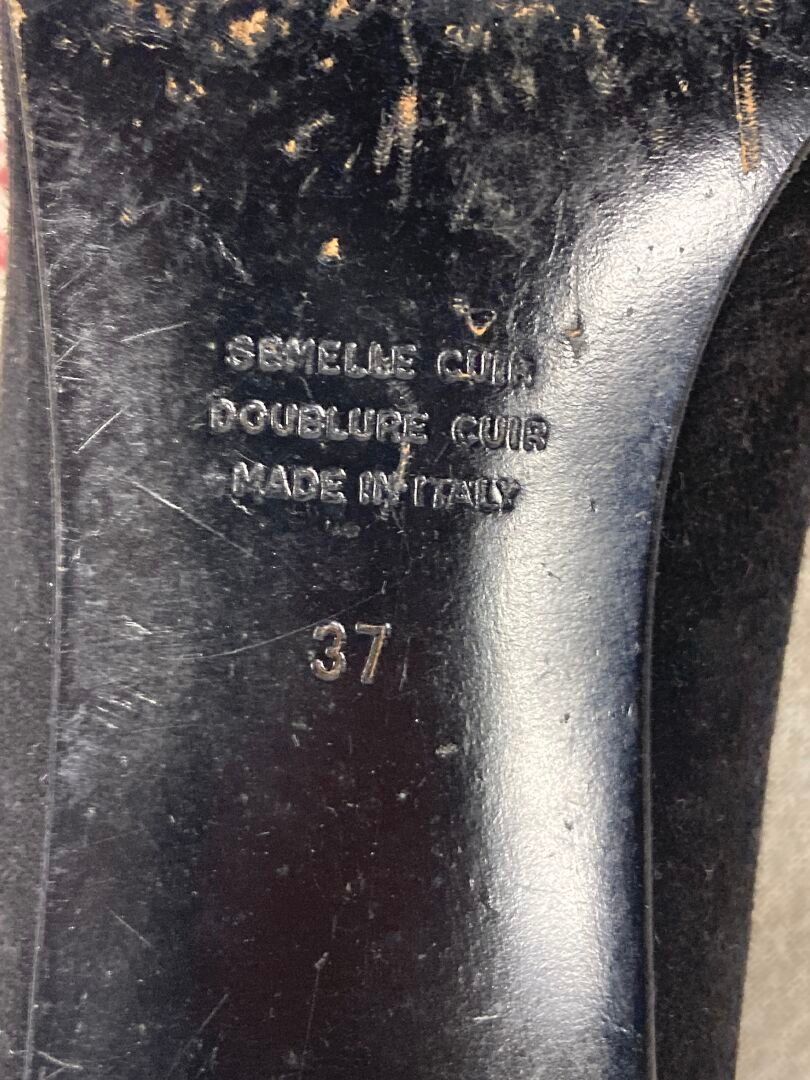 SEMELLE CUIR
DOUBLURE CUIR
MADE IN ITALY
37